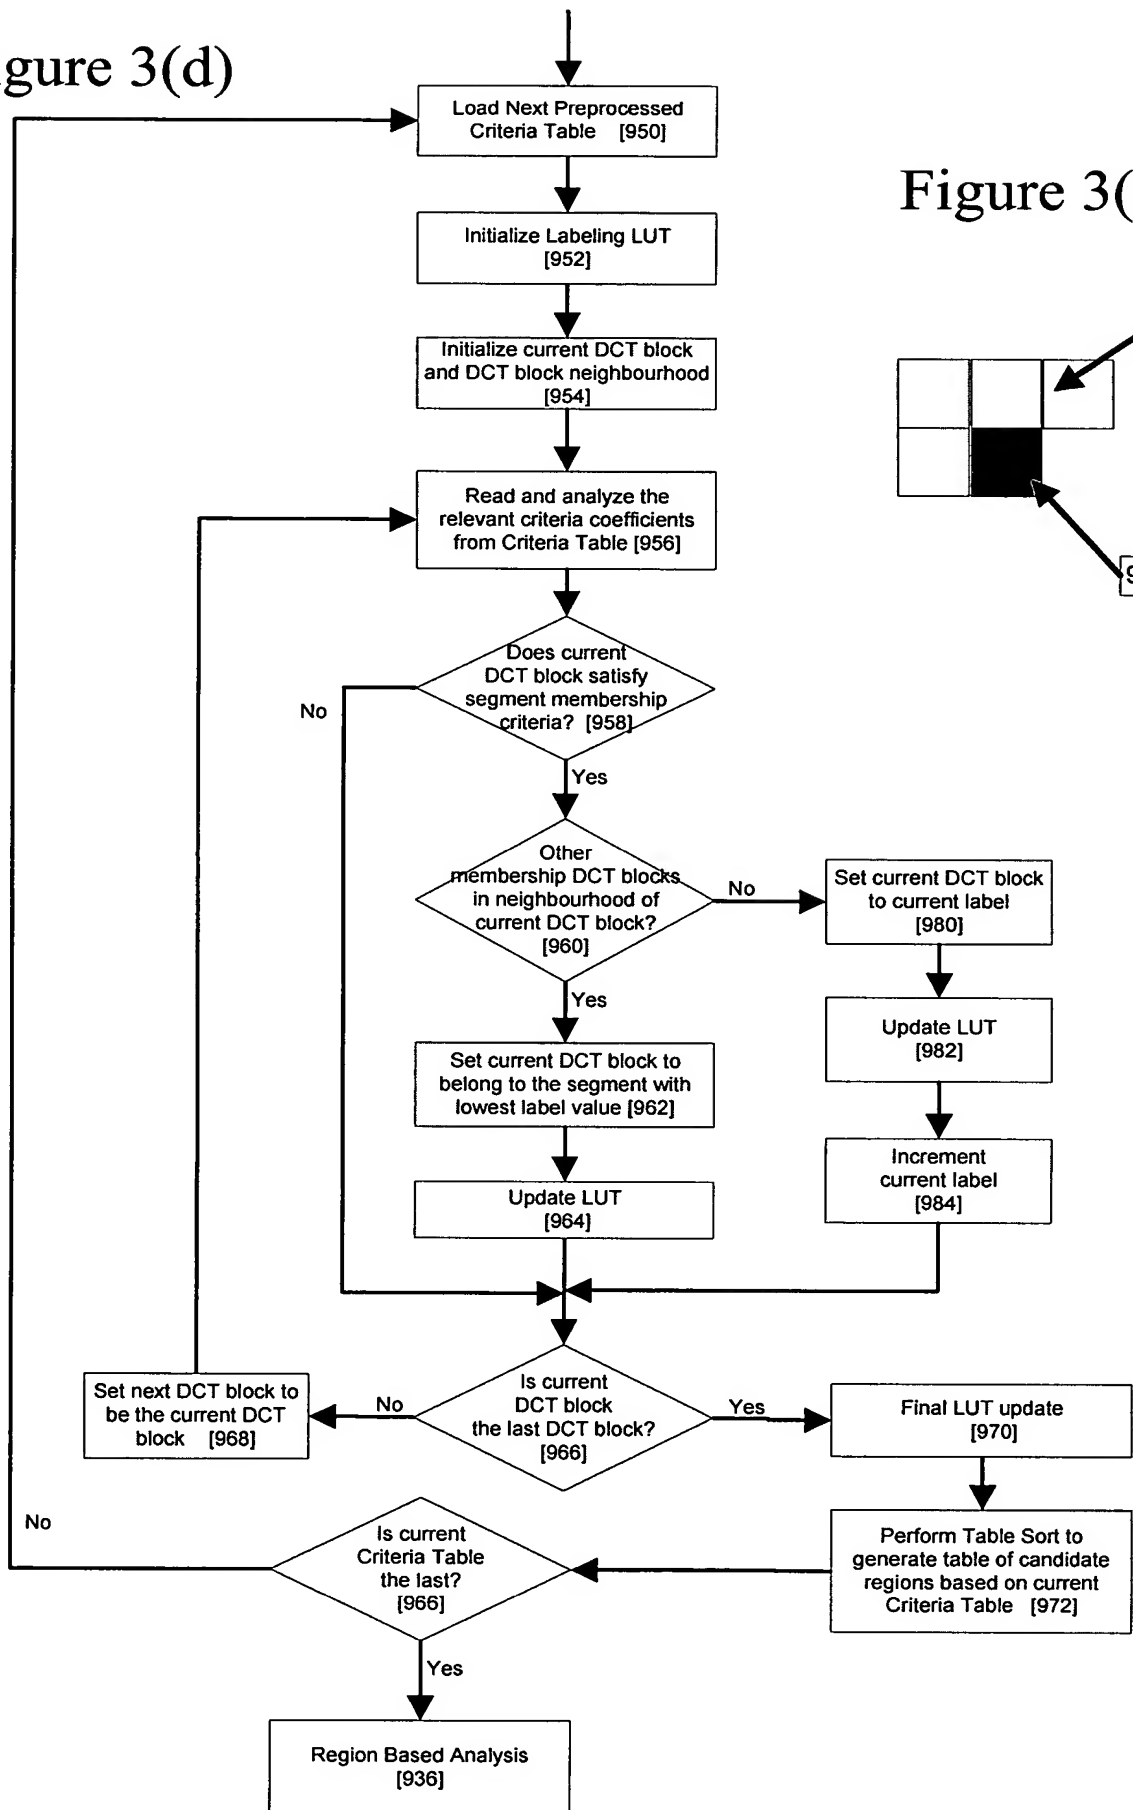 gure 3(d)
Load Next Preprocessed
Criteria Table [950]
Figure 3(
Initialize Labeling LUT
[952]
Initialize current DCT block
and DCT block neighbourhood
[954]
Read and analyze the
relevant criteria coefficients
from Criteria Table [956]
9
Does current
DCT block satisfy
segment membership
criteria? [958]
No
Yes
Other
membership DCT blocks
in neighbourhood of
current DCT block?
[960]
No
Set current DCT block
to current label
[980]
Yes
Update LUT
[982]
Set current DCT block to
belong to the segment with
lowest label value [962]
Increment
current label
[984]
Update LUT
[964]
Is current
DCT block
the last DCT block?
[966]
No
Set next DCT block to
be the current DCT
block [968]
Yes
Final LUT update
[970]
Perform Table Sort to
generate table of candidate
regions based on current
Criteria Table [972]
Is current
Criteria Table
the last?
[966]
No
Yes
Region Based Analysis
[936]